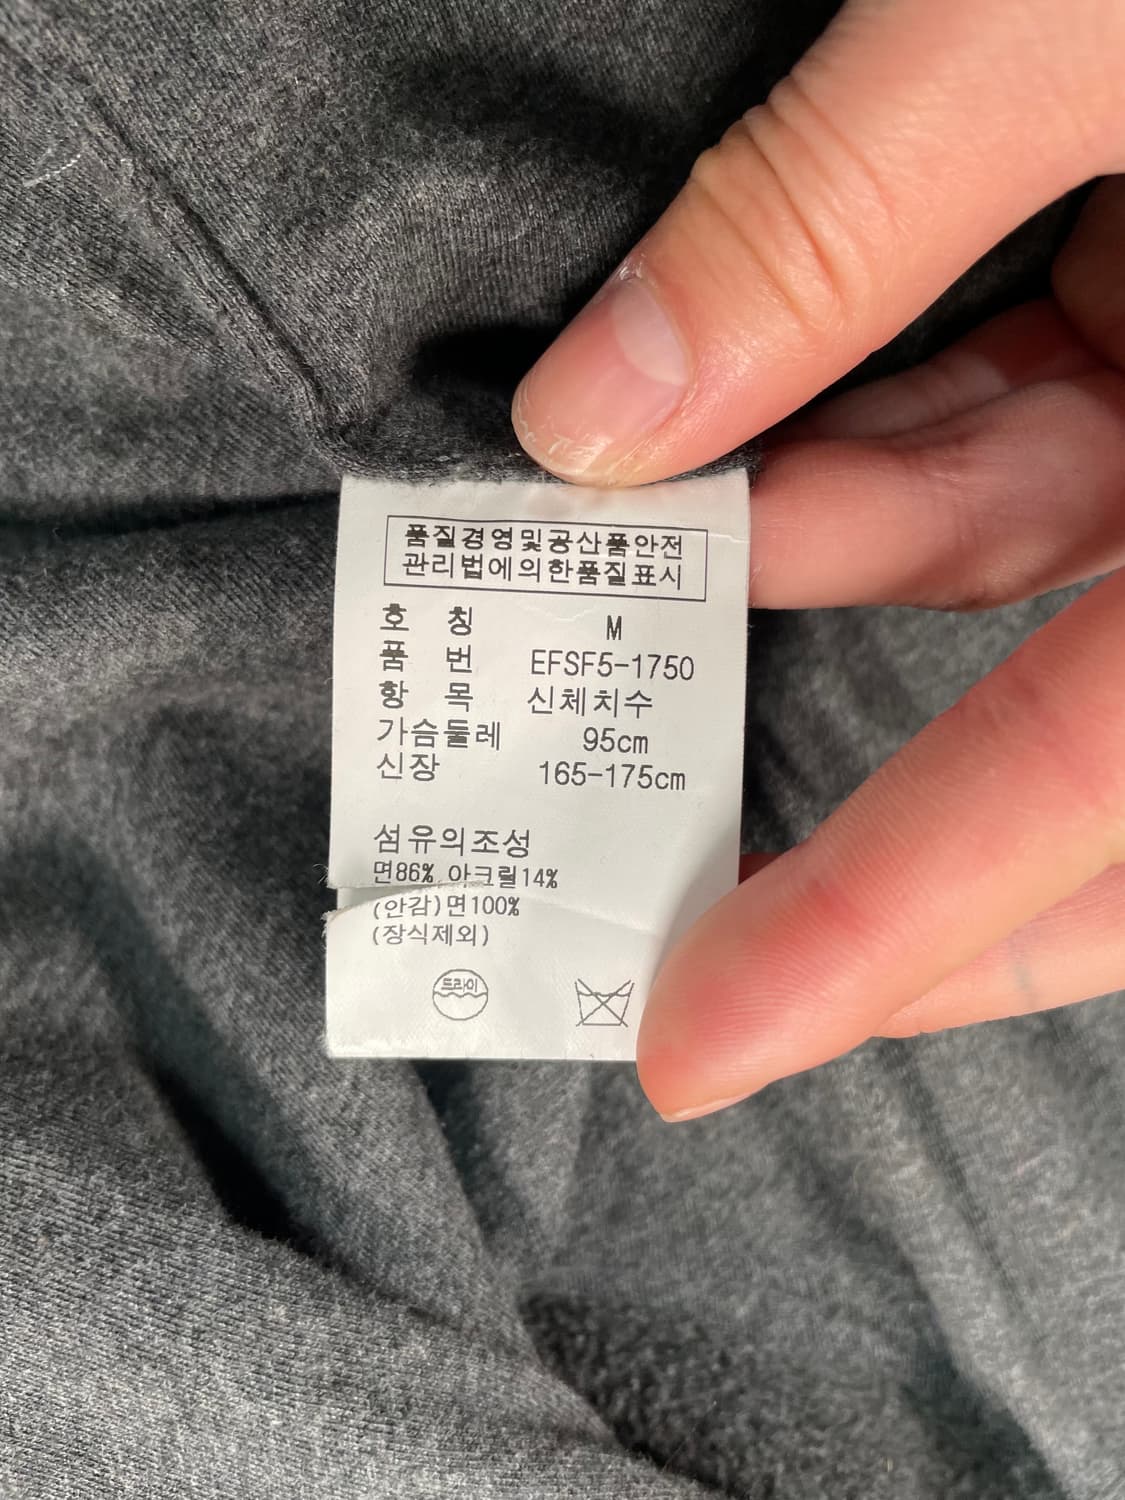 품질경영및공산품안전
관리법에의한품질표시
호 칭 M
품 번 EFSF5-1750
항 목 신체치수
가슴둘레 95cm
신장 165-175cm
섬유의조성
면86% 아크릴14%
(안감)면100%
(장식제외)
드라이